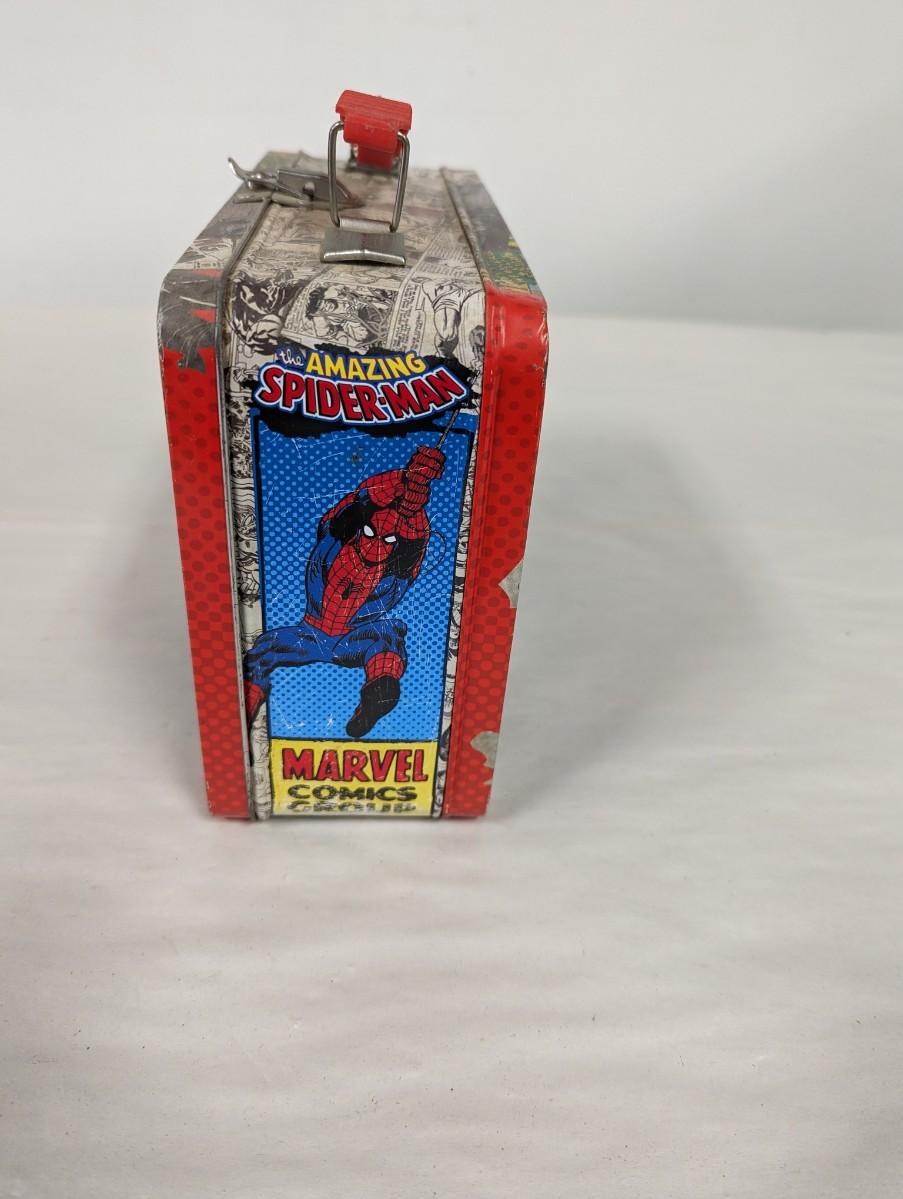 the AMAZING
SPIDER-MAN
MARVEL
COMICS
GROUP